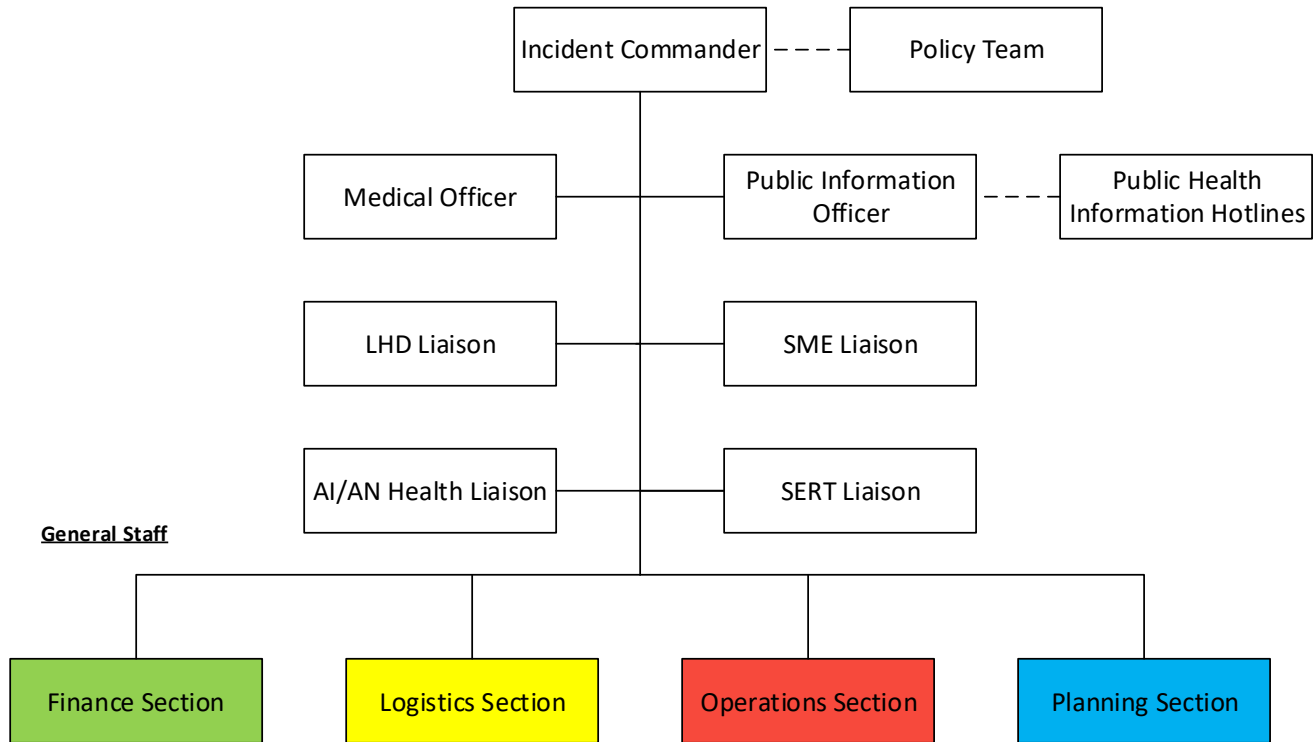 Incident Commander
Policy Team
Medical Officer
Public Information
Officer
Public Health
Information Hotlines
LHD Liaison
SME Liaison
AI/AN Health Liaison
SERT Liaison
General Staff
Finance Section
Logistics Section
Operations Section
Planning Section